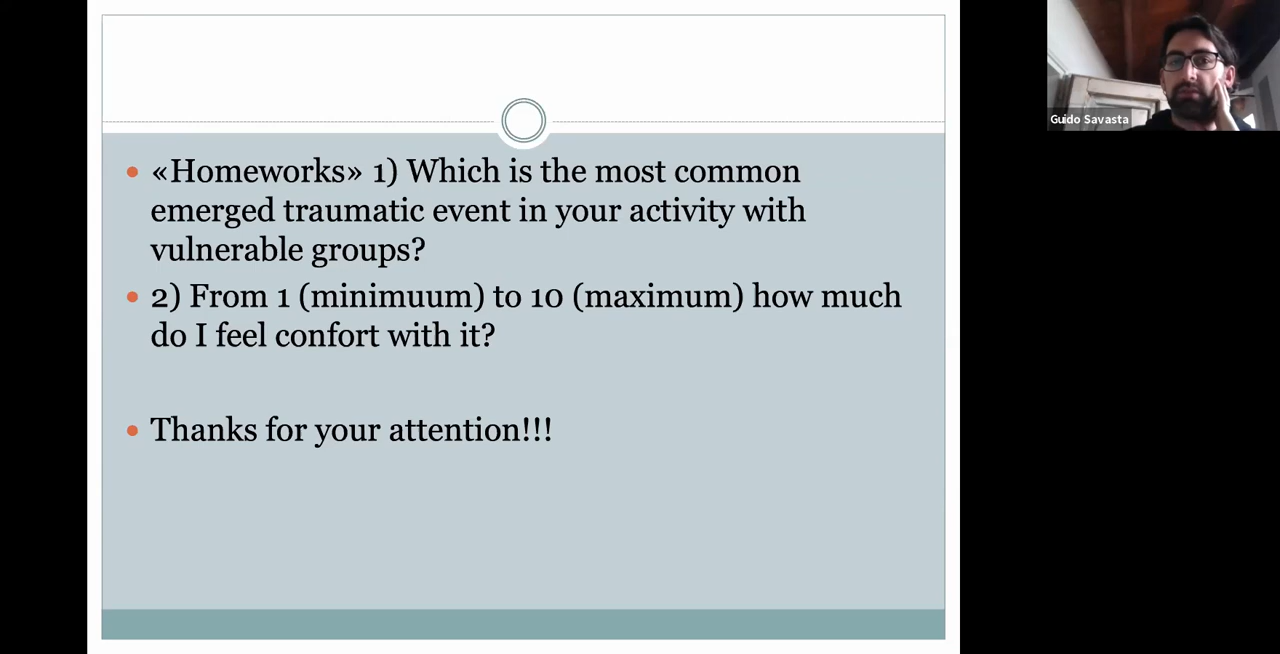 «Homeworks» 1) Which is the most common
emerged traumatic event in your activity with
vulnerable groups?
2) From 1 (minimuum) to 10 (maximum) how much
do I feel confort with it?
Thanks for your attention!!!
Guido Savasta